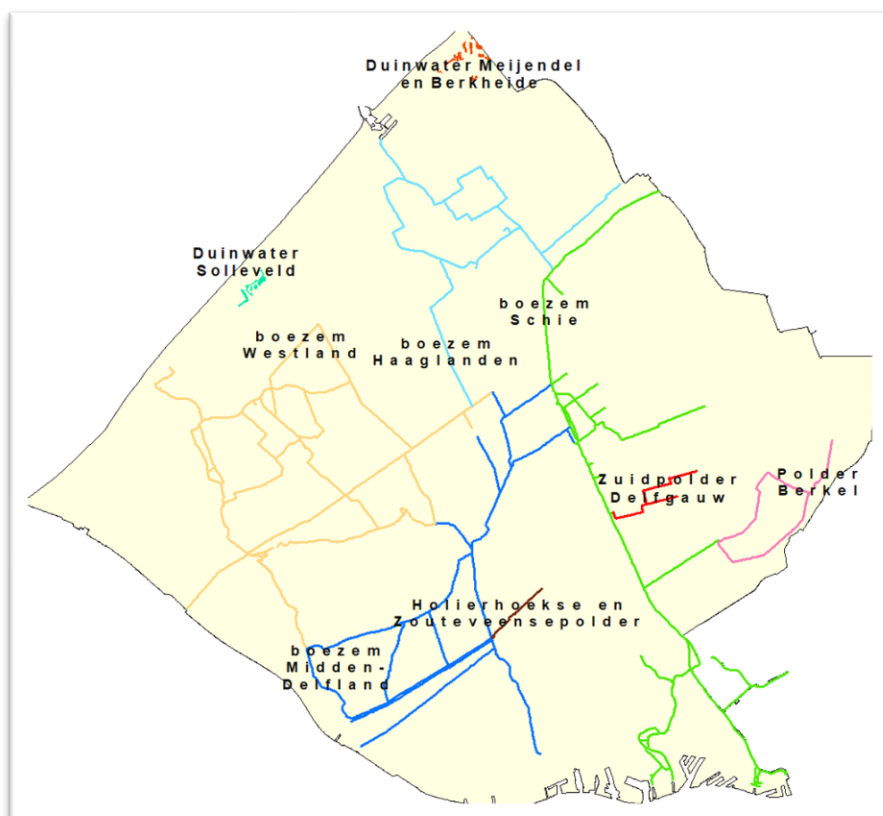 Duinwater Meijendel
en Berkheide
Duinwater
Solleveld
boezem
Schie
boezem
Westland
boezem
Haaglanden
Zuidpolder
Delfgauw
Polder
Berkel
Holierhoekse en
Zouteveensepolder
boezem
Midden-
Delfland